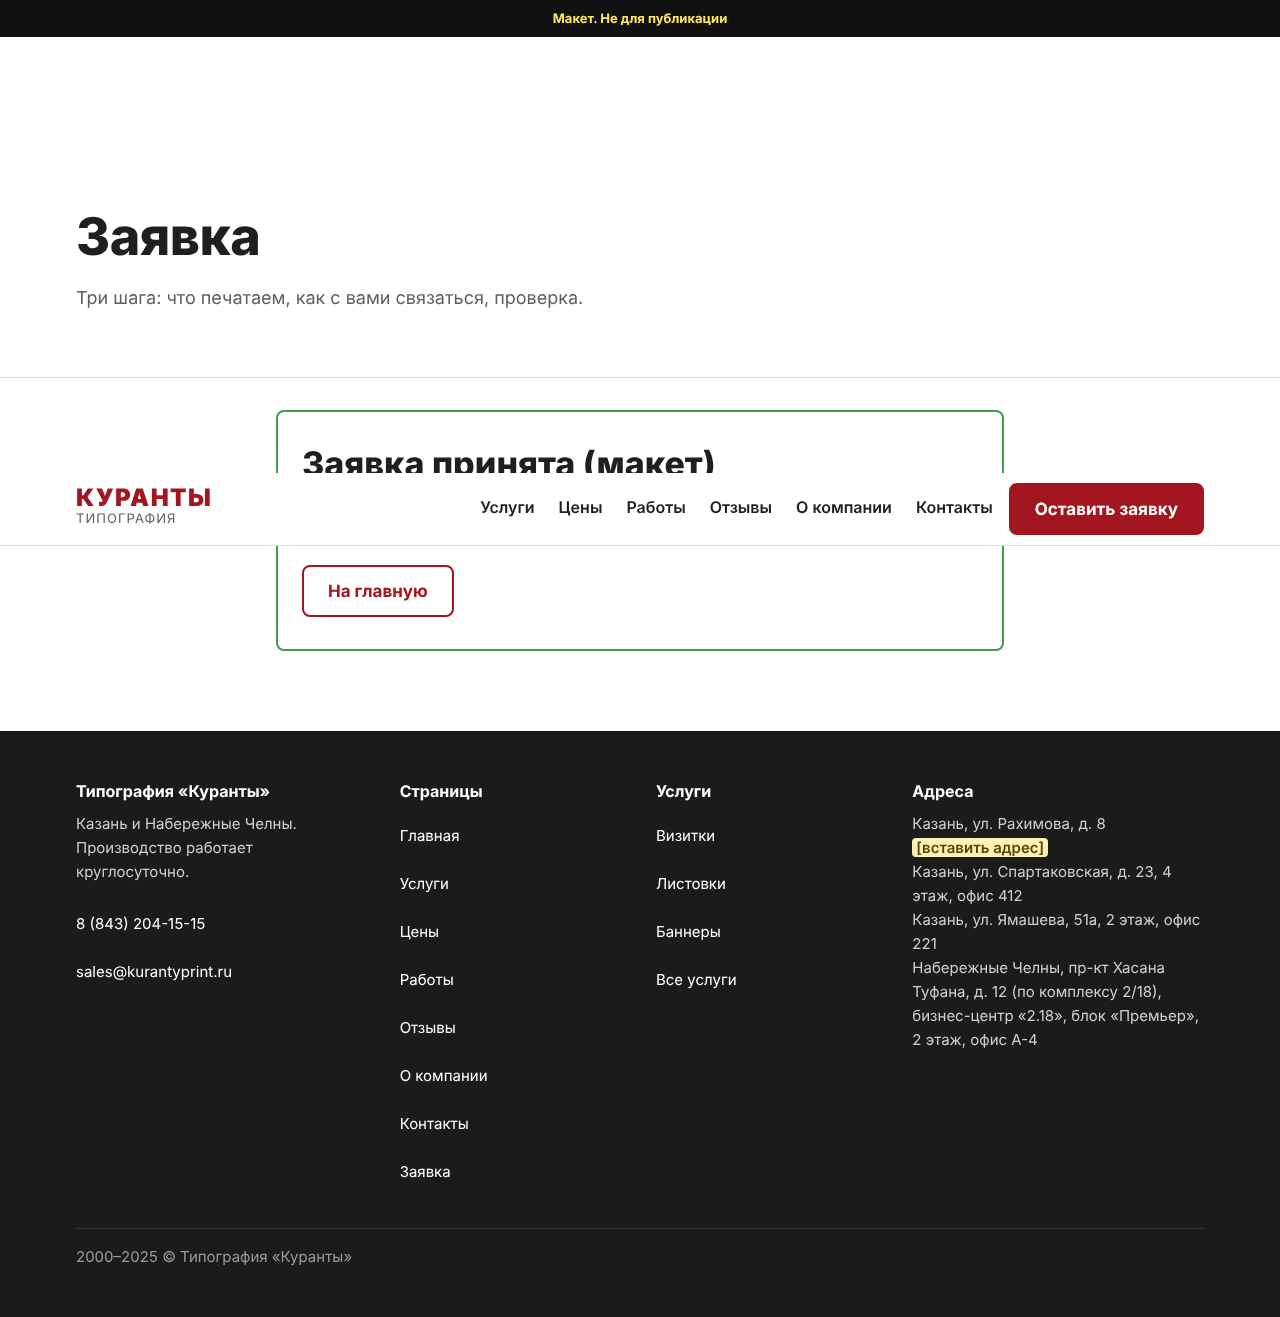 Макет. Не для публикации
Заявка
Три шага: что печатаем, как с вами связаться, проверка.
Заявка принята (макет)
КУРАНТЫ
ТИПОГРАФИЯ
Услуги
Цены
Работы
Отзывы
О компании
Контакты
Оставить заявку
На главную
Типография «Куранты»
Казань и Набережные Челны.
Производство работает
круглосуточно.
8 (843) 204-15-15
sales@kurantyprint.ru
Страницы
Главная
Услуги
Цены
Работы
Отзывы
О компании
Контакты
Заявка
Услуги
Визитки
Листовки
Баннеры
Все услуги
Адреса
Казань, ул. Рахимова, д. 8
[вставить адрес]
Казань, ул. Спартаковская, д. 23, 4
этаж, офис 412
Казань, ул. Ямашева, 51а, 2 этаж, офис
221
Набережные Челны, пр-кт Хасана
Туфана, д. 12 (по комплексу 2/18),
бизнес-центр «2.18», блок «Премьер»,
2 этаж, офис А-4
2000–2025 © Типография «Куранты»